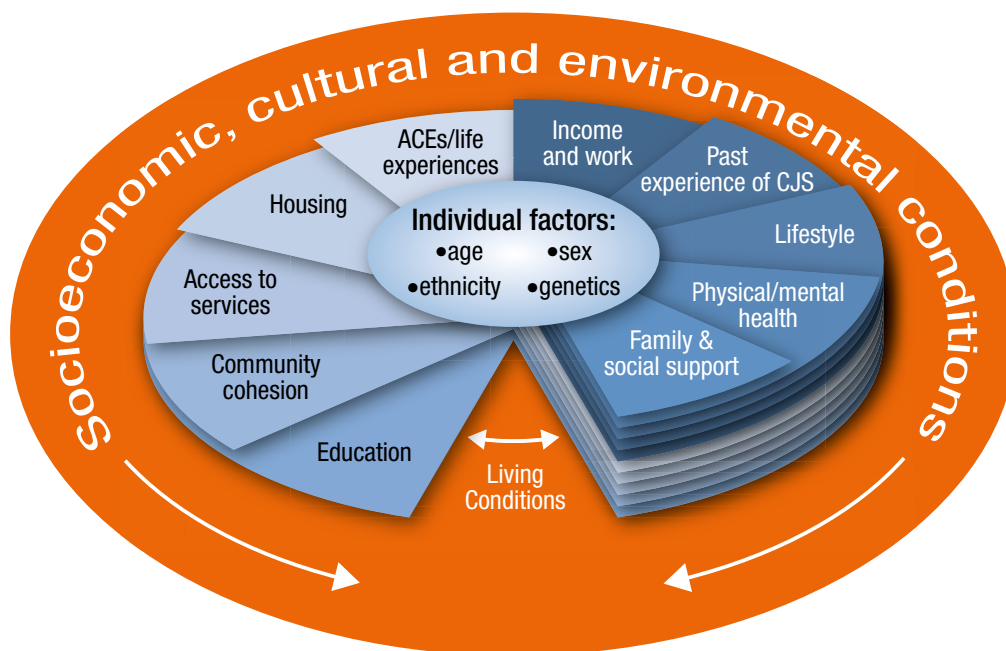 Socioeconomic, cultural and environmental conditions
ACEs/life
experiences
Income
and work
Past
experience of CJS
Housing
Lifestyle
Individual factors:
•age •sex
•ethnicity •genetics
Access to
services
Physical/mental
health
Community
cohesion
Family &
social support
Education
Living
Conditions